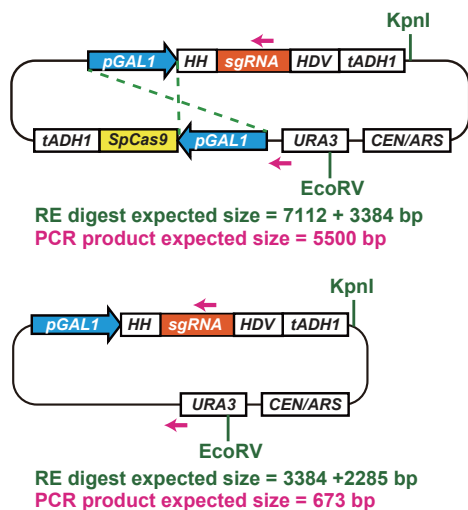 KpnI
pGAL1 HH sgRNA HDV tADH1
tADH1 SpCas9 pGAL1 URA3 CEN/ARS
EcoRV
RE digest expected size = 7112 + 3384 bp
PCR product expected size = 5500 bp
KpnI
pGAL1 HH sgRNA HDV tADH1
URA3 CEN/ARS
EcoRV
RE digest expected size = 3384 +2285 bp
PCR product expected size = 673 bp